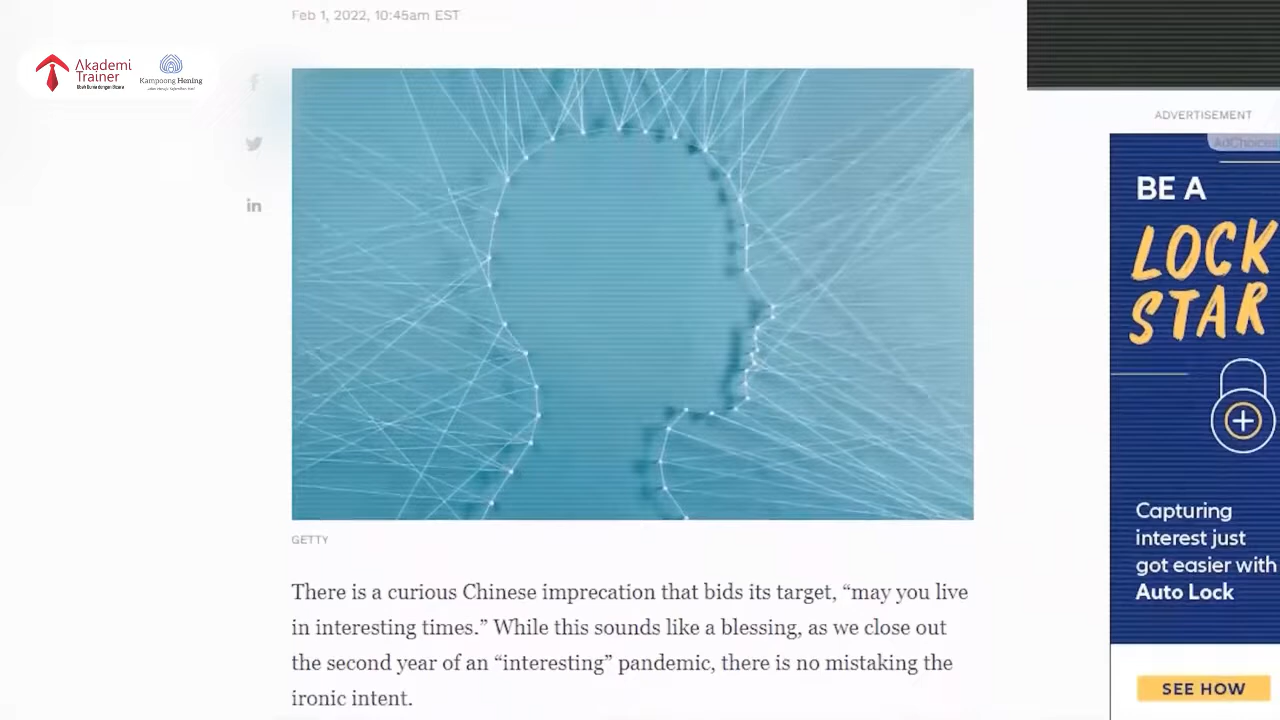 Feb 1, 2022, 10:45am EST
Akademi
Trainer
Kampoong Hening
in
GETTY
There is a curious Chinese imprecation that bids its target, “may you live
in interesting times.” While this sounds like a blessing, as we close out
the second year of an “interesting” pandemic, there is no mistaking the
ironic intent.
ADVERTISEMENT
AdChoices
BE A
LOCK
STAR
Capturing
interest just
got easier with
Auto Lock
SEE HOW